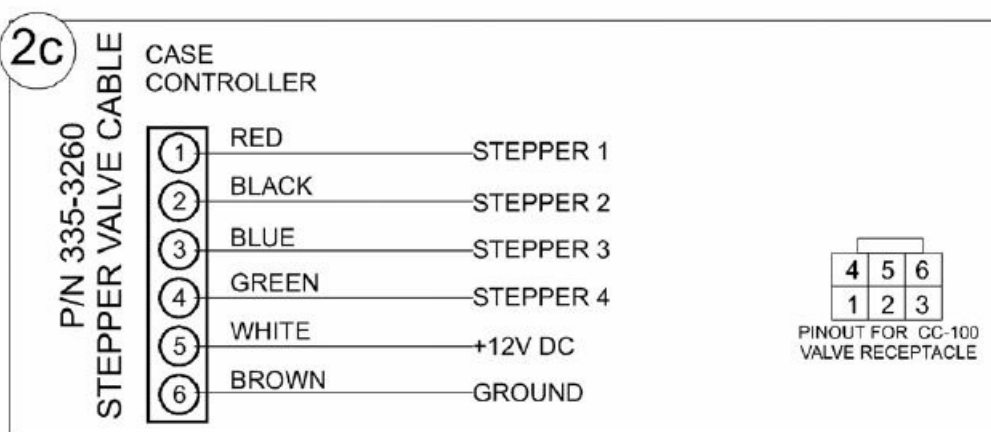 2c
P/N 335-3260
STEPPER VALVE CABLE
CASE
CONTROLLER
1 RED STEPPER 1
2 BLACK STEPPER 2
3 BLUE STEPPER 3
4 GREEN STEPPER 4
5 WHITE +12V DC
6 BROWN GROUND
4 5 6
1 2 3
PINOUT FOR CC-100
VALVE RECEPTACLE